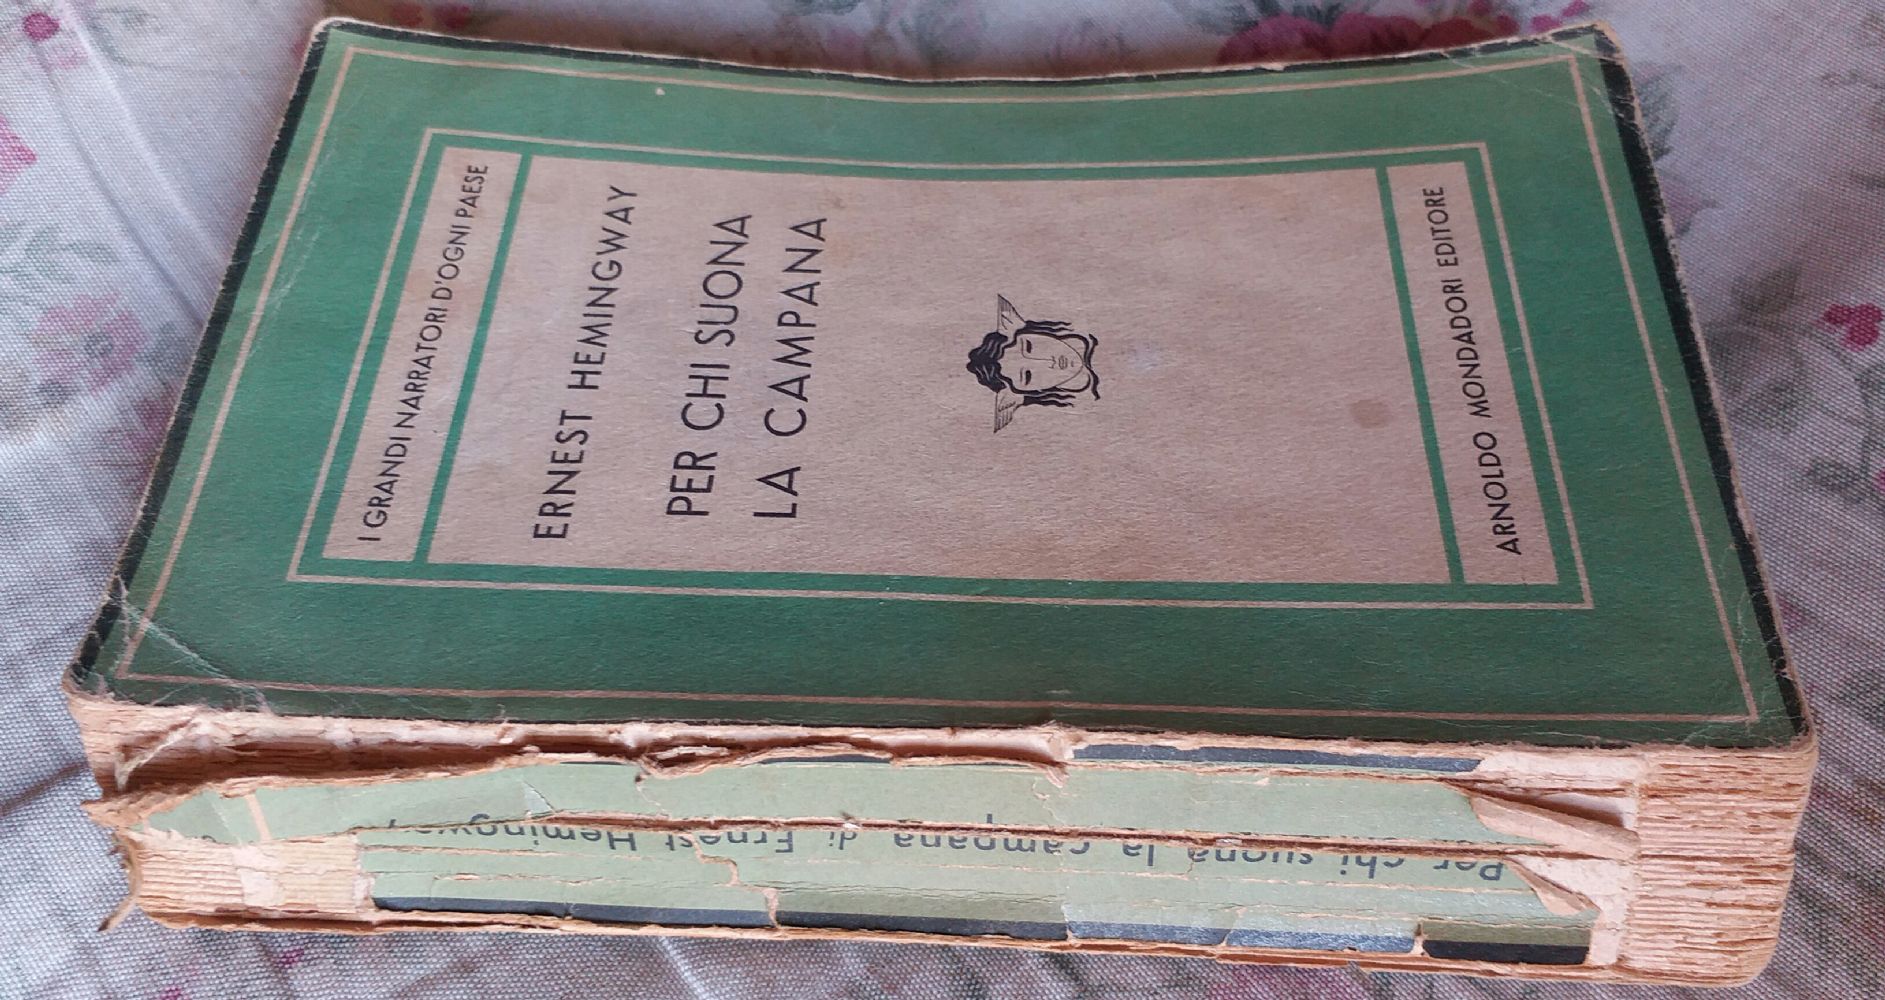 I GRANDI NARRATORI D'OGNI PAESE
ERNEST HEMINGWAY
PER CHI SUONA
LA CAMPANA
ARNOLDO MONDADORI EDITORE
Per chi suona la campana di Ernest Hemingway